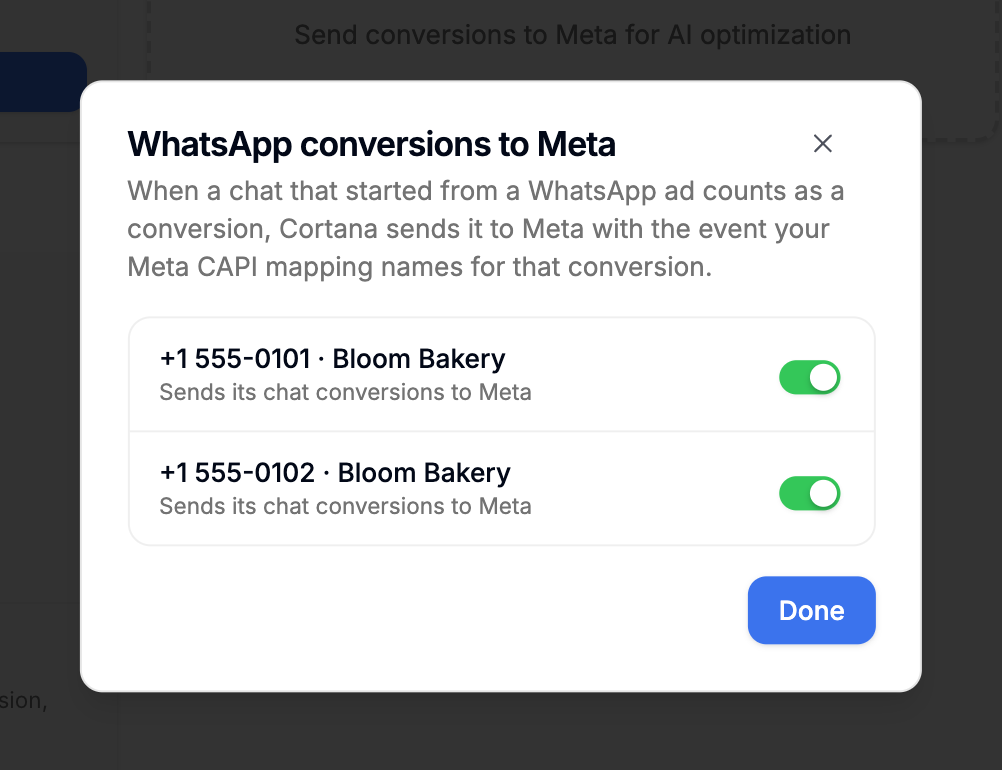 Send conversions to Meta for AI optimization
WhatsApp conversions to Meta
When a chat that started from a WhatsApp ad counts as a
conversion, Cortana sends it to Meta with the event your
Meta CAPI mapping names for that conversion.
+1 555-0101 · Bloom Bakery
Sends its chat conversions to Meta
+1 555-0102 · Bloom Bakery
Sends its chat conversions to Meta
Done
sion,